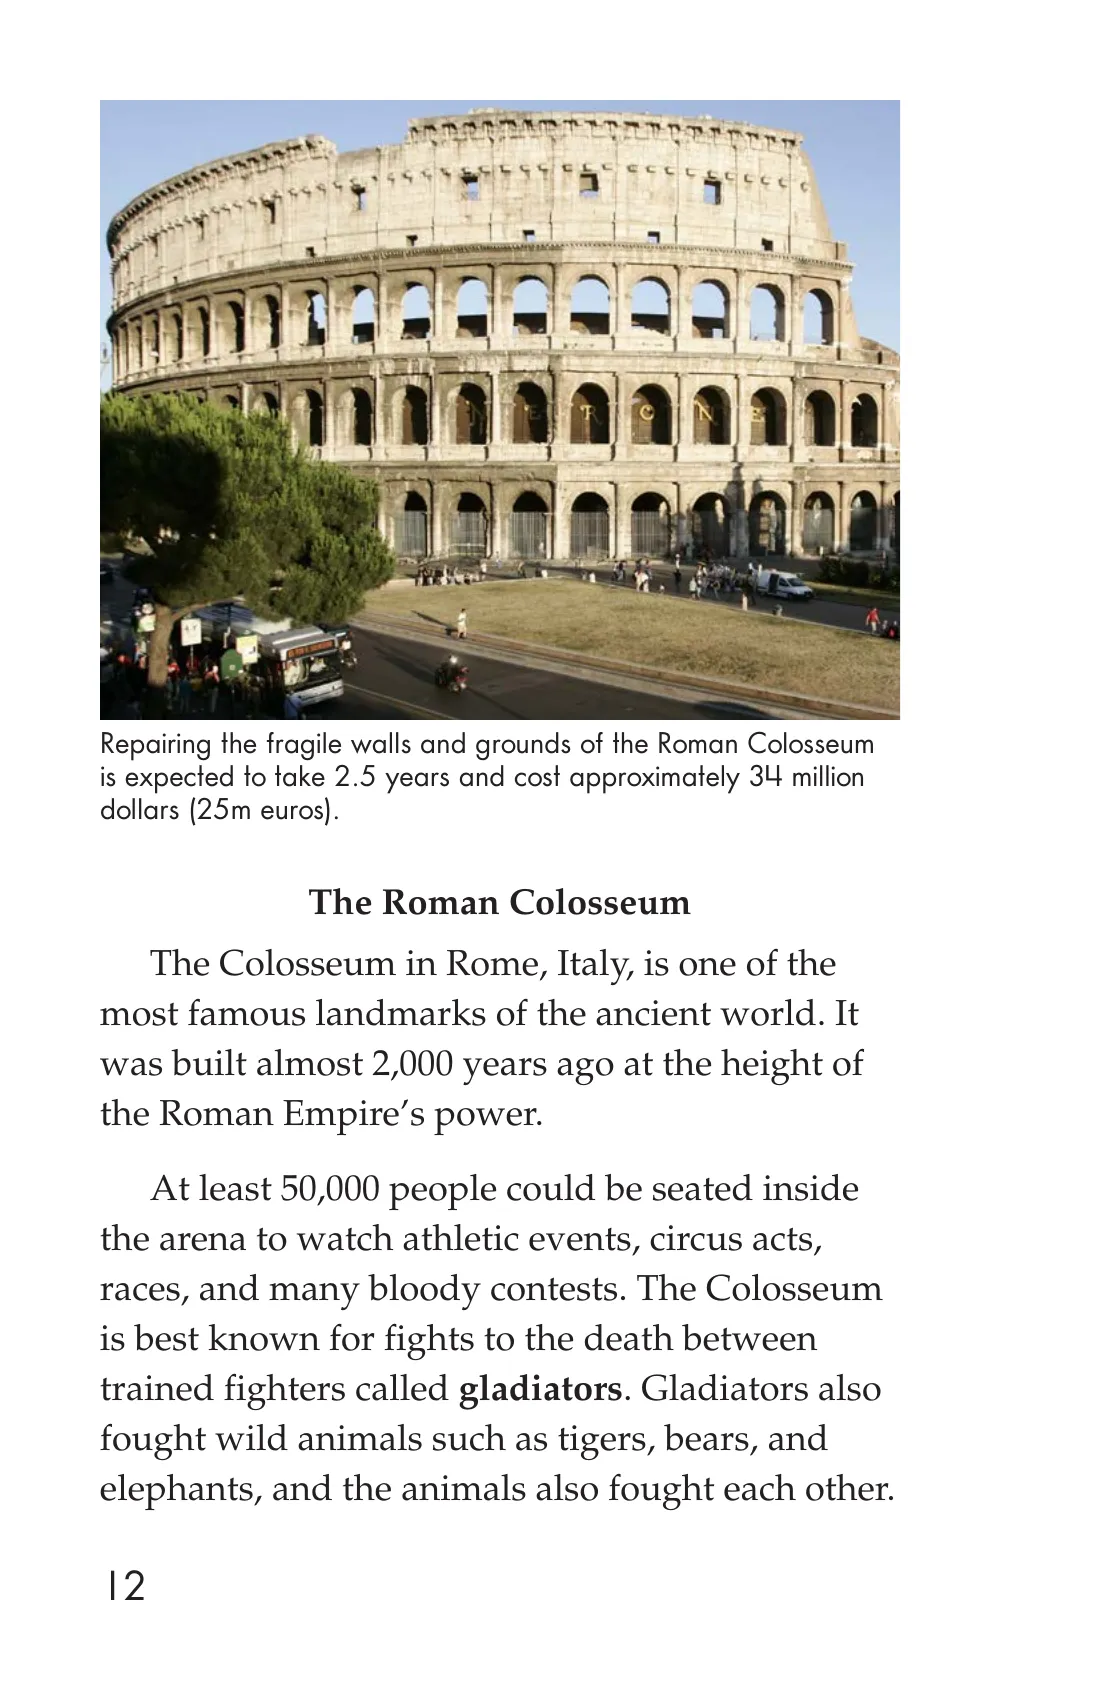 NERONE
Repairing the fragile walls and grounds of the Roman Colosseum
is expected to take 2.5 years and cost approximately 34 million
dollars (25m euros).
The Roman Colosseum
The Colosseum in Rome, Italy, is one of the
most famous landmarks of the ancient world. It
was built almost 2,000 years ago at the height of
the Roman Empire’s power.
At least 50,000 people could be seated inside
the arena to watch athletic events, circus acts,
races, and many bloody contests. The Colosseum
is best known for fights to the death between
trained fighters called gladiators. Gladiators also
fought wild animals such as tigers, bears, and
elephants, and the animals also fought each other.
12